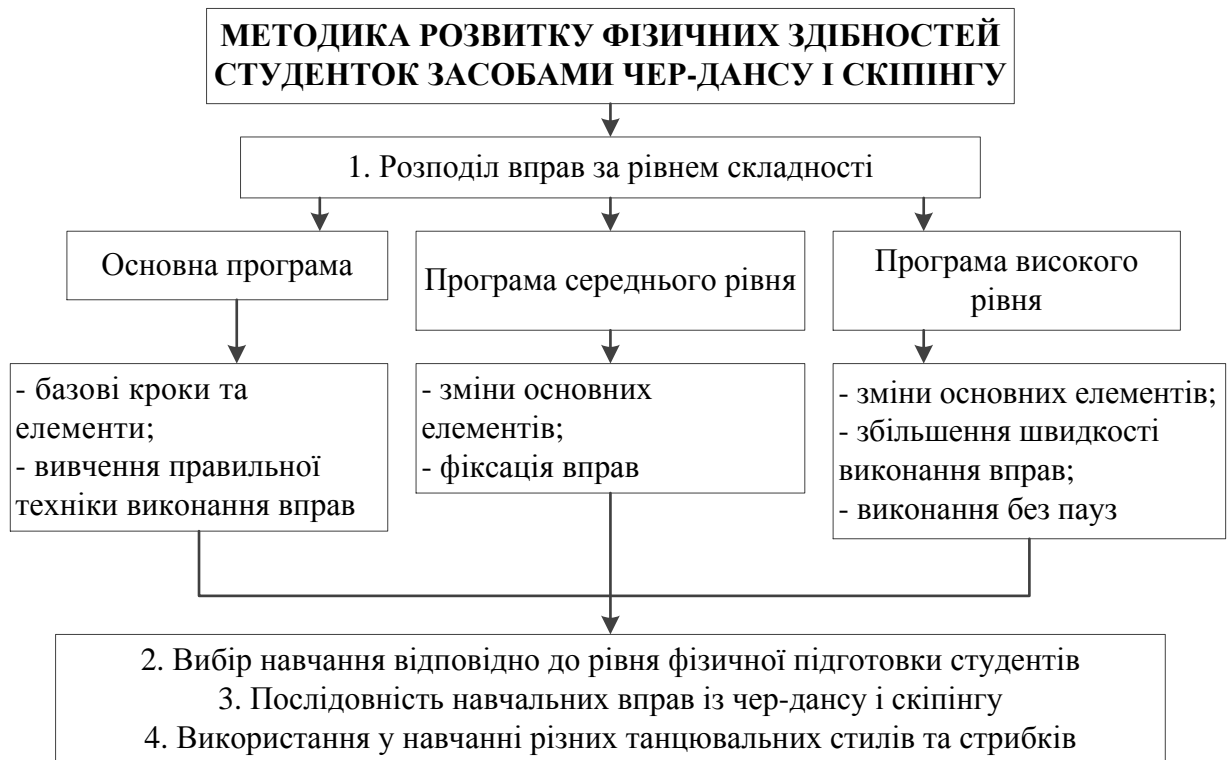 МЕТОДИКА РОЗВИТКУ ФІЗИЧНИХ ЗДІБНОСТЕЙ
СТУДЕНТОК ЗАСОБАМИ ЧЕР-ДАНСУ І СКІПІНГУ
1. Розподіл вправ за рівнем складності
Основна програма
Програма середнього рівня
Програма високого
рівня
- базові кроки та
елементи;
- вивчення правильної
техніки виконання вправ
- зміни основних
елементів;
- фіксація вправ
- зміни основних елементів;
- збільшення швидкості
виконання вправ;
- виконання без пауз
2. Вибір навчання відповідно до рівня фізичної підготовки студентів
3. Послідовність навчальних вправ із чер-дансу і скіпінгу
4. Використання у навчанні різних танцювальних стилів та стрибків